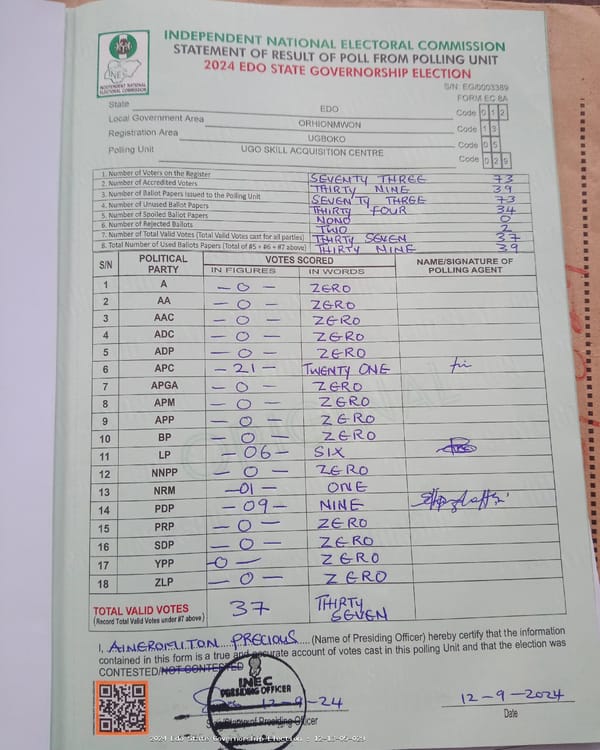 INDEPENDENT NATIONAL ELECTORAL COMMISSION
STATEMENT OF RESULT OF POLL FROM POLLING UNIT
2024 EDO STATE GOVERNORSHIP ELECTION
INEC
INDEPENDENT NATIONAL ELECTORAL COMMISSION
S/N: EG/0003389
FORM EC 8A
State EDO Code 0 1 2
Local Government Area ORHIONMWON Code 1 3
Registration Area UGBOKO Code 0 5
Polling Unit UGO SKILL ACQUISITION CENTRE Code 0 2 9
1. Number of Voters on the Register SEVENTY THREE 73
2. Number of Accredited Voters THIRTY NINE 39
3. Number of Ballot Papers Issued to the Polling Unit SEVENTY THREE 73
4. Number of Unused Ballot Papers THIRTY FOUR 34
5. Number of Spoiled Ballot Papers NONO 0
6. Number of Rejected Ballots TWO 2
7. Number of Total Valid Votes (Total Valid Votes cast for all parties) THIRTY SEVEN 37
8. Total Number of Used Ballots Papers (Total of #5 + #6 + #7 above) THIRTY NINE 39
S/N POLITICAL PARTY VOTES SCORED NAME/SIGNATURE OF POLLING AGENT
IN FIGURES IN WORDS
1 A - 0 - ZERO
2 AA - 0 - ZERO
3 AAC - 0 - ZERO
4 ADC - 0 - ZERO
5 ADP - 0 - ZERO
6 APC - 21 - TWENTY ONE
7 APGA - 0 - ZERO
8 APM - 0 - ZERO
9 APP - 0 - ZERO
10 BP - 0 - ZERO
11 LP - 06 - SIX
12 NNPP - 0 - ZERO
13 NRM - 01 - ONE
14 PDP - 09 - NINE
15 PRP - 0 - ZERO
16 SDP - 0 - ZERO
17 YPP - 0 - ZERO
18 ZLP - 0 - ZERO
TOTAL VALID VOTES 37 THIRTY SEVEN
(Record Total Valid Votes under #7 above)
I, PRECIOUS (Name of Presiding Officer) hereby certify that the information
contained in this form is a true and accurate account of votes cast in this polling Unit and that the election was
CONTESTED/NOT CONTESTED
INEC
PRESIDING OFFICER
12-9-24
12-9-2024
Presiding Officer Date
2024 Edo State Governorship Election : 12-13-05-029